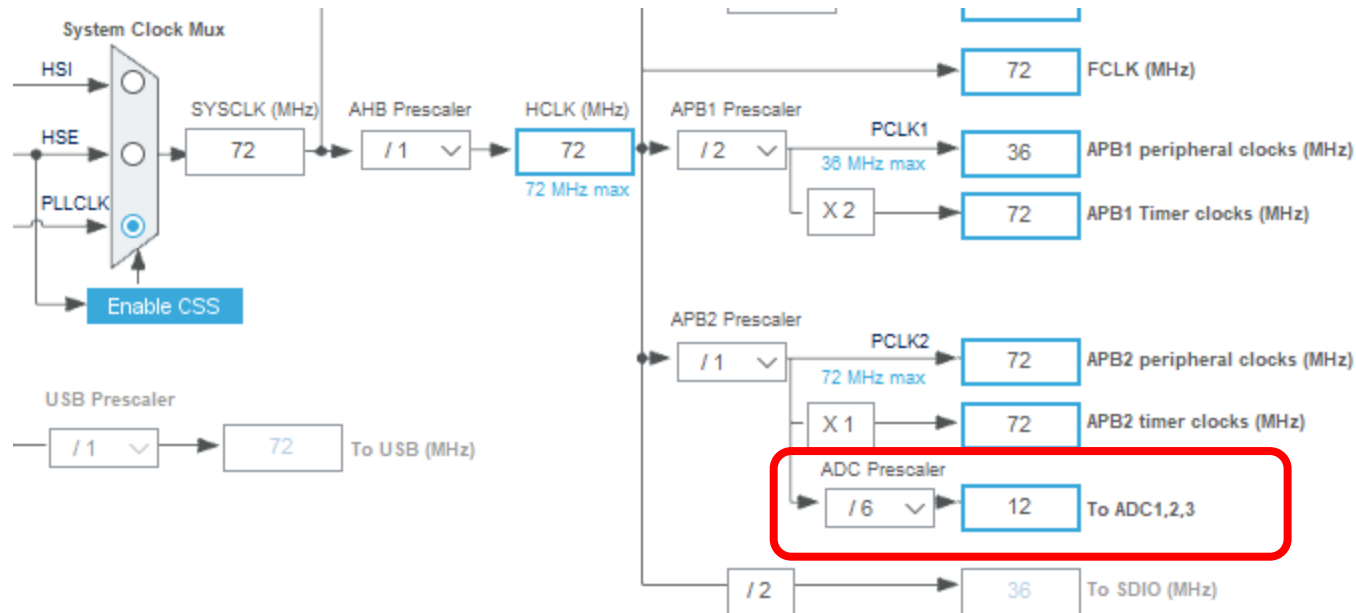 System Clock Mux
HSI
HSE
PLLCLK
Enable CSS
SYSCLK (MHz)
72
AHB Prescaler
/ 1
HCLK (MHz)
72
72 MHz max
72
FCLK (MHz)
APB1 Prescaler
/ 2
PCLK1
36 MHz max
36
APB1 peripheral clocks (MHz)
X 2
72
APB1 Timer clocks (MHz)
APB2 Prescaler
/ 1
PCLK2
72 MHz max
72
APB2 peripheral clocks (MHz)
X 1
72
APB2 timer clocks (MHz)
USB Prescaler
/ 1
72
To USB (MHz)
ADC Prescaler
/ 6
12
To ADC1,2,3
/ 2
36
To SDIO (MHz)